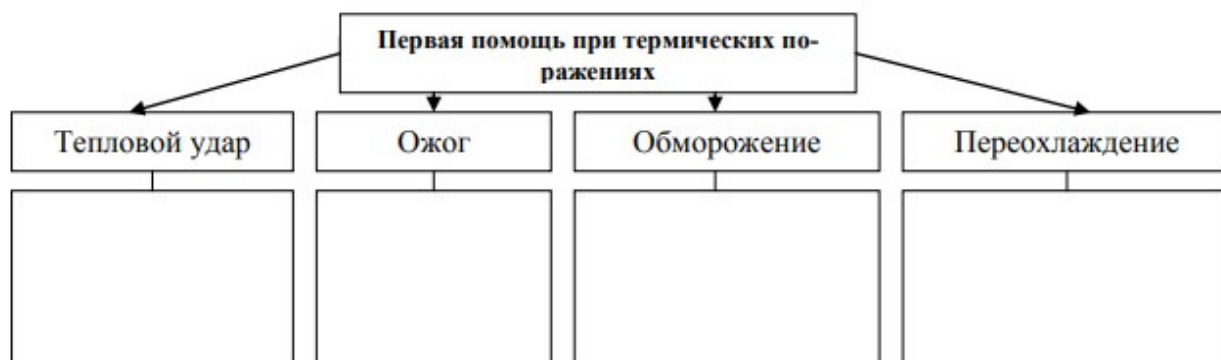 Первая помощь при термических по-
ражениях
Тепловой удар
Ожог
Обморожение
Переохлаждение